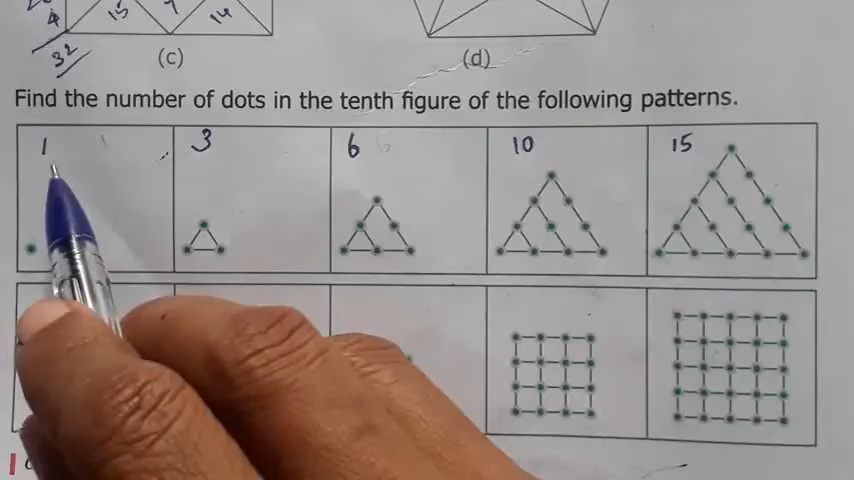 4 15 7 14
32 (c) (d)
Find the number of dots in the tenth figure of the following patterns.
1 3 6 10 15